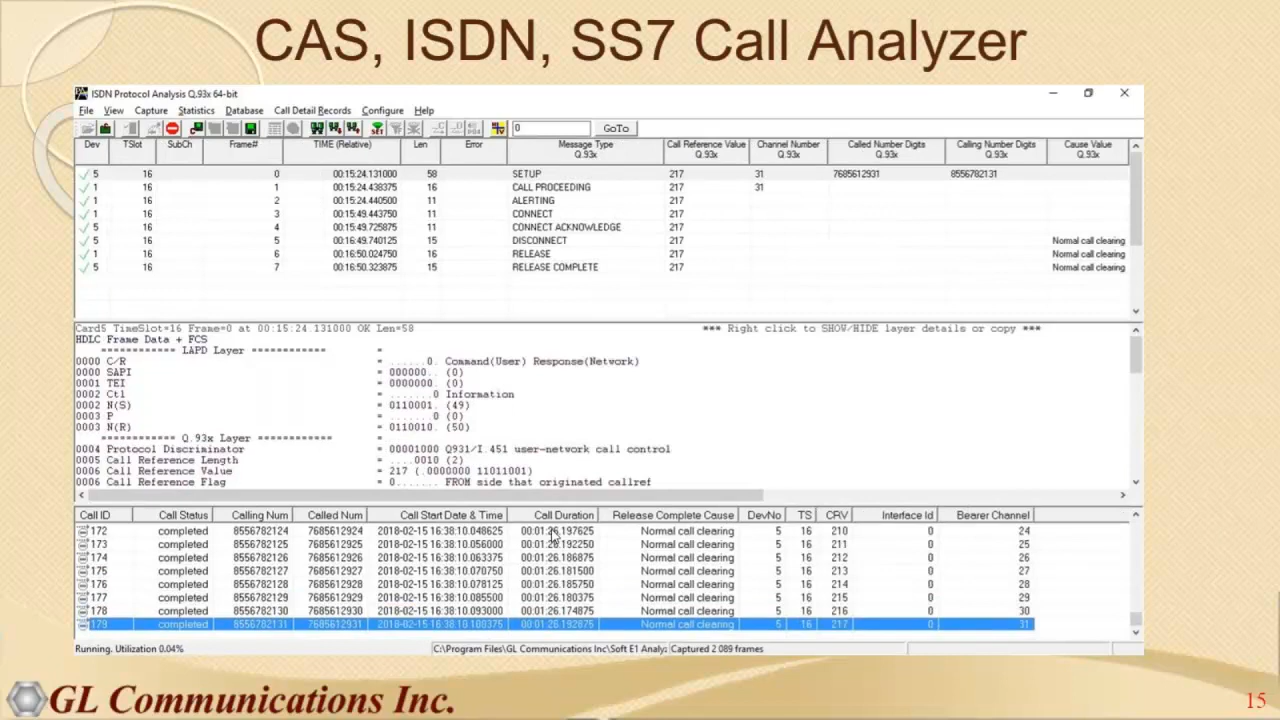 CAS, ISDN, SS7 Call Analyzer
ISDN Protocol Analysis Q.93x 64-bit
File View Capture Statistics Database Call Detail Records Configure Help
0 GoTo
Dev TSlot SubCh Frame# TIME (Relative) Len Error Message Type Q.93x Call Reference Value Q.93x Channel Number Q.93x Called Number Digits Q.93x Calling Number Digits Q.93x Cause Value Q.93x
5 16 0 00:15:24.131000 58 SETUP 217 31 7685612931 8556782131
1 16 1 00:15:24.438375 16 CALL PROCEEDING 217 31
1 16 2 00:15:24.440500 11 ALERTING 217
1 16 3 00:15:49.443750 11 CONNECT 217
5 16 4 00:15:49.725875 11 CONNECT ACKNOWLEDGE 217
5 16 5 00:16:49.740125 15 DISCONNECT 217 Normal call clearing
1 16 6 00:16:50.024750 16 RELEASE 217 Normal call clearing
5 16 7 00:16:50.323875 15 RELEASE COMPLETE 217 Normal call clearing
Card5 TimeSlot=16 Frame=0 at 00:15:24.131000 OK Len=58 *** Right click to SHOW/HIDE layer details or copy ***
HDLC Frame Data + FCS
============ LAPD Layer ============ =
0000 C/R = ......0. Command(User) Response(Network)
0000 SAPI = 000000.. (0)
0001 TEI = 0000000. (0)
0002 Ctl = .......0 Information
0002 N(S) = 0110001. (49)
0003 P = .......0 (0)
0003 N(R) = 0110010. (50)
============ Q.93x Layer ============ =
0004 Protocol Discriminator = 00001000 Q931/I.451 user-network call control
0005 Call Reference Length = ....0010 (2)
0006 Call Reference Value = 217 (.0000000 11011001)
0006 Call Reference Flag = 0....... FROM side that originated callref
Call ID Call Status Calling Num Called Num Call Start Date & Time Call Duration Release Complete Cause DevNo TS CRV Interface Id Bearer Channel
172 completed 8556782124 7685612924 2018-02-15 16:38:10.048625 00:01:26.197625 Normal call clearing 5 16 210 0 24
173 completed 8556782125 7685612925 2018-02-15 16:38:10.056000 00:01:26.192250 Normal call clearing 5 16 211 0 25
174 completed 8556782126 7685612926 2018-02-15 16:38:10.063375 00:01:26.186875 Normal call clearing 5 16 212 0 26
175 completed 8556782127 7685612927 2018-02-15 16:38:10.070750 00:01:26.181500 Normal call clearing 5 16 213 0 27
176 completed 8556782128 7685612928 2018-02-15 16:38:10.078125 00:01:26.185750 Normal call clearing 5 16 214 0 28
177 completed 8556782129 7685612929 2018-02-15 16:38:10.085500 00:01:26.180375 Normal call clearing 5 16 215 0 29
178 completed 8556782130 7685612930 2018-02-15 16:38:10.093000 00:01:26.174875 Normal call clearing 5 16 216 0 30
179 completed 8556782131 7685612931 2018-02-15 16:38:10.100375 00:01:26.192875 Normal call clearing 5 16 217 0 31
Running. Utilization 0.04% C:\Program Files\GL Communications Inc\Soft E1 Analyz Captured 2 089 frames
GL Communications Inc.
15